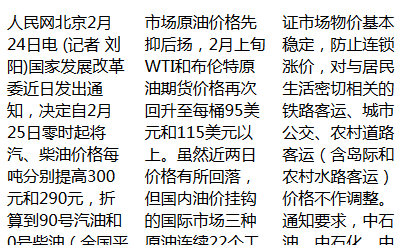 人民网北京2月
24日电 (记者 刘
阳)国家发展改革
委近日发出通
知，决定自2月
25日零时起将
汽、柴油价格每
吨分别提高300
元和290元，折
算到90号汽油和
0号柴油（全国平
市场原油价格先
抑后扬，2月上旬
WTI和布伦特原
油期货价格再次
回升至每桶95美
元和115美元以
上。虽然近两日
价格有所回落，
但国内油价挂钩
的国际市场三种
原油连续22个工
证市场物价基本
稳定，防止连锁
涨价，对与居民
生活密切相关的
铁路客运、城市
公交、农村道路
客运（含岛际和
农村水路客运）
价格不作调整。
通知要求，中石
油、中石化、中